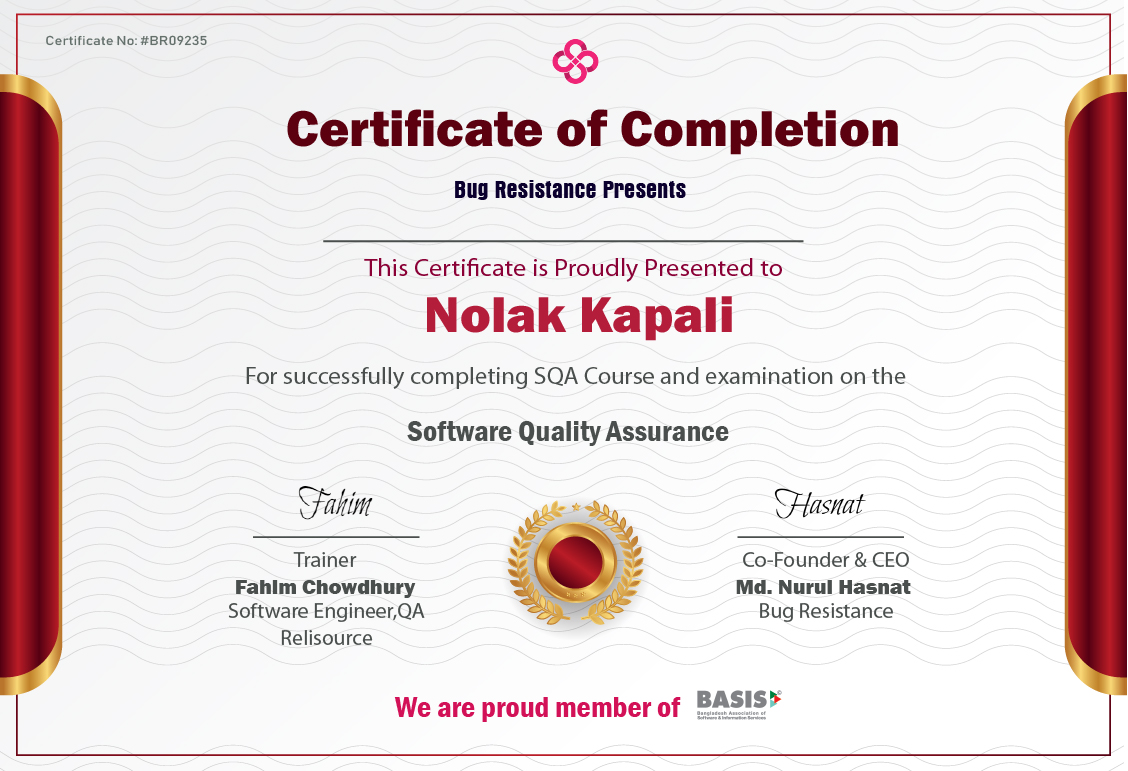 Certificate No: #BR09235
Certificate of Completion
Bug Resistance Presents
This Certificate is Proudly Presented to
Nolak Kapali
For successfully completing SQA Course and examination on the
Software Quality Assurance
Fahim
Hasnat
Trainer
Co-Founder & CEO
FahIm Chowdhury
Md. Nurul Hasnat
Software Engineer,QA
Bug Resistance
Relisource
We are proud member of
BASIS
Bangladesh Association of
Software & Information Services